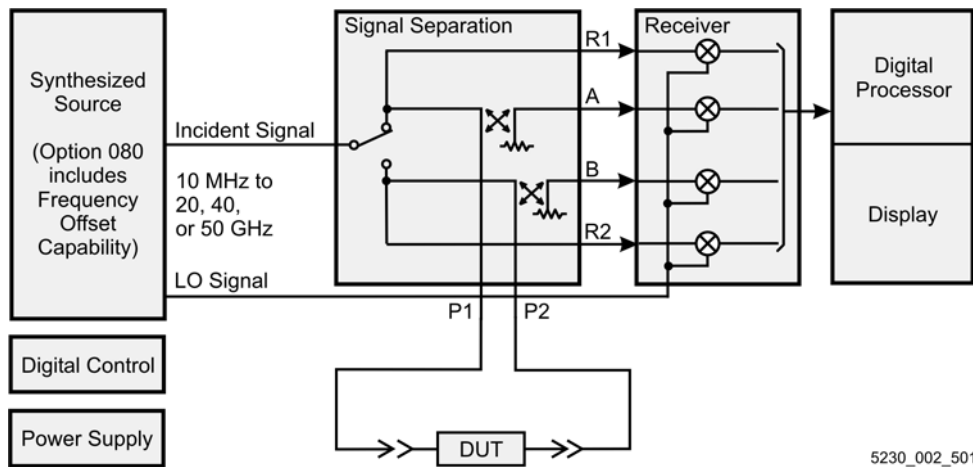 Synthesized
Source
(Option 080
includes
Frequency
Offset
Capability)
Incident Signal
10 MHz to
20, 40,
or 50 GHz
LO Signal
Signal Separation
R1
A
B
R2
P1
P2
Receiver
Digital
Processor
Display
Digital Control
Power Supply
DUT
5230_002_501